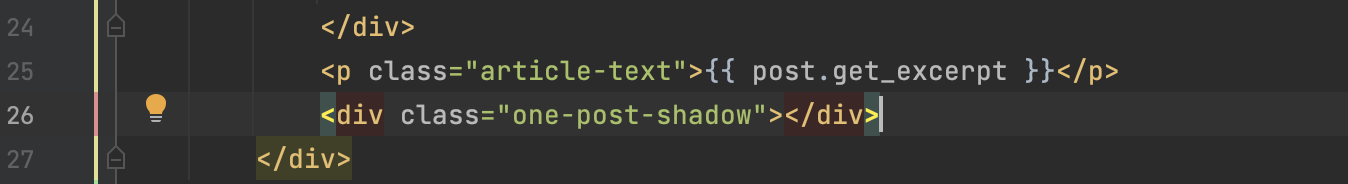 24 </div>
25 <p class="article-text">{{ post.get_excerpt }}</p>
26 <div class="one-post-shadow"></div>
27 </div>